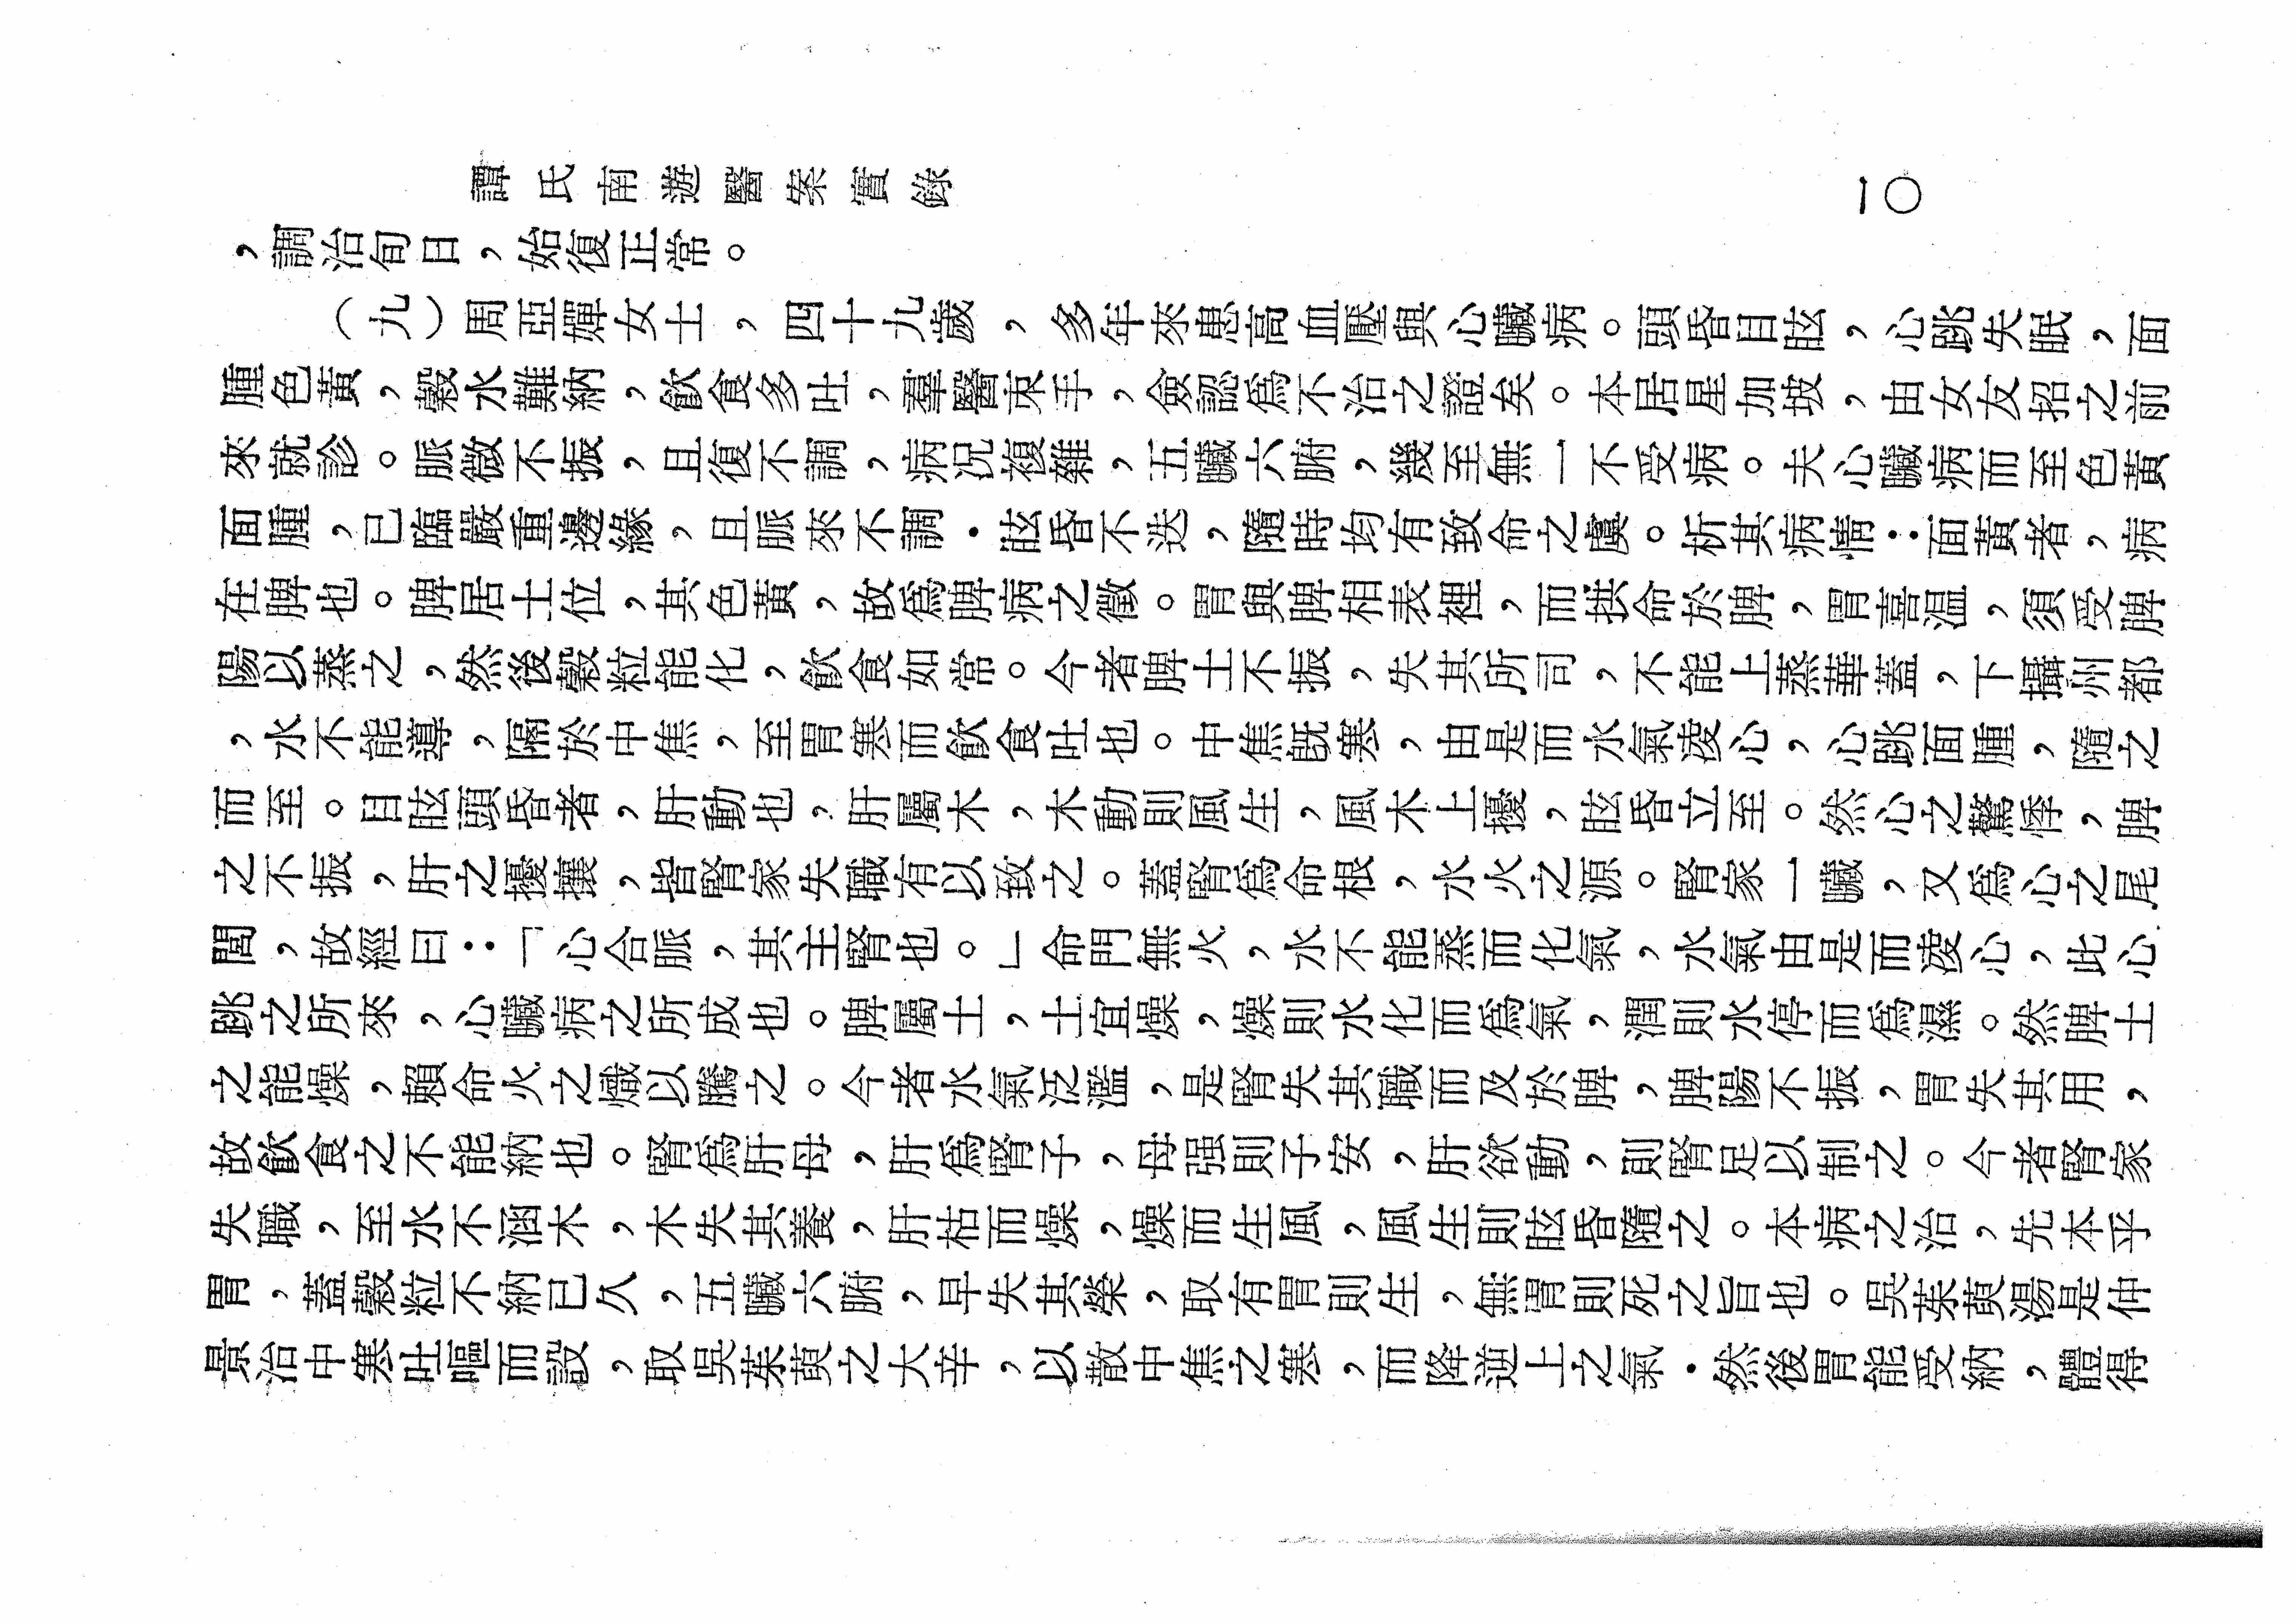 譚氏南遊醫案實錄
一〇
，調治旬日，始復正常。
（九）周亞嬋女士，四十九歲，多年來患高血壓與心臟病。頭昏目眩，心跳失眠，面
腫色黃，穀水難納，飲食多吐，羣醫束手，僉認為不治之證矣。本居星加坡，由女友招之前
來就診。脈微不振，且復不調，病況複雜，五臟六腑，幾至無一不受病。夫心臟病而至色黃
面腫，已臨嚴重邊緣，且脈來不調．眩昏不迭，隨時均有致命之虞。析其病情：面黃者，病
在脾也。脾居土位，其色黃，故爲脾病之徵。胃與脾相表裡，而拱命於脾，胃喜温，須受脾
陽以蒸之，然後穀粒能化，飲食如常。今者脾土不振，失其所司，不能上蒸華蓋，下攝州都
，水不能導，隔於中焦，至胃寒而飲食吐也。中焦旣寒，由是而水氣凌心，心跳面腫，隨之
而至。目眩頭昏者，肝動也，肝屬木，木動則風生，風木上擾，眩昏立至。然心之驚悸，脾
之不振，肝之擾攘，皆腎家失職有以致之。蓋腎爲命根，水火之源。腎家一臟，又爲心之尾
閭，故經曰：「心合脈，其主腎也。」命門無火，水不能蒸而化氣，水氣由是而凌心，此心
跳之所來，心臟病之所成也。脾屬土，土宜燥，燥則水化而爲氣，潤則水停而爲濕。然脾土
之能燥，賴命火之熾以騰之。今者水氣泛濫，是腎失其職而及於脾，脾陽不振，胃失其用，
故飲食之不能納也。腎爲肝母，肝爲腎子，母强則子安，肝欲動，則腎足以制之。今者腎家
失職，至水不涵木，木失其養，肝枯而燥，燥而生風，風生則眩昏隨之。本病之治，先本乎
胃，蓋穀粒不納已久，五臟六腑，早失其榮，取有胃則生，無胃則死之旨也。吳茱萸湯是仲
景治中寒吐嘔而設，取吳茱萸之大辛，以散中焦之寒，而降逆上之氣．然後胃能受納，體得